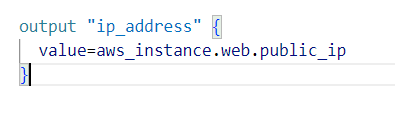 output "ip_address" {
  value=aws_instance.web.public_ip
}